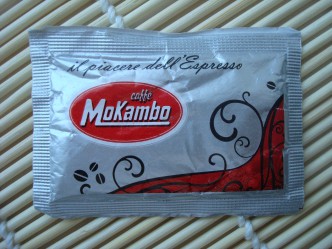 il piacere dell'Espresso
caffè
MoKambo